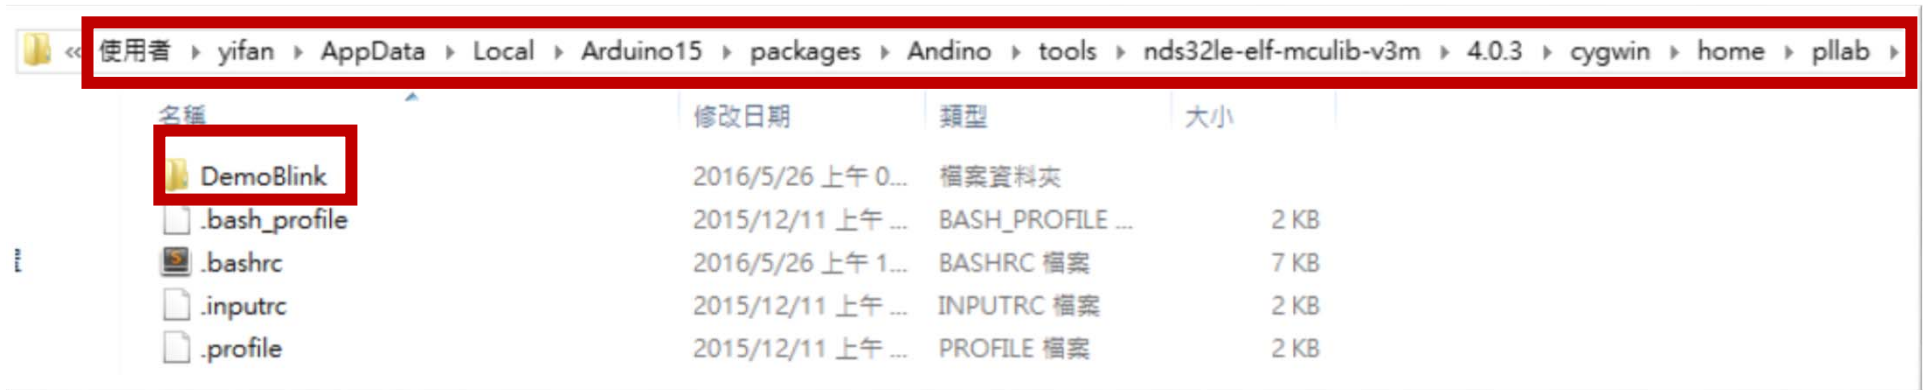 « 使用者 ▸ yifan ▸ AppData ▸ Local ▸ Arduino15 ▸ packages ▸ Andino ▸ tools ▸ nds32le-elf-mculib-v3m ▸ 4.0.3 ▸ cygwin ▸ home ▸ pllab ▸
名稱 修改日期 類型 大小
DemoBlink 2016/5/26 上午 0... 檔案資料夾
.bash_profile 2015/12/11 上午 ... BASH_PROFILE ... 2 KB
.bashrc 2016/5/26 上午 1... BASHRC 檔案 7 KB
.inputrc 2015/12/11 上午 ... INPUTRC 檔案 2 KB
.profile 2015/12/11 上午 ... PROFILE 檔案 2 KB